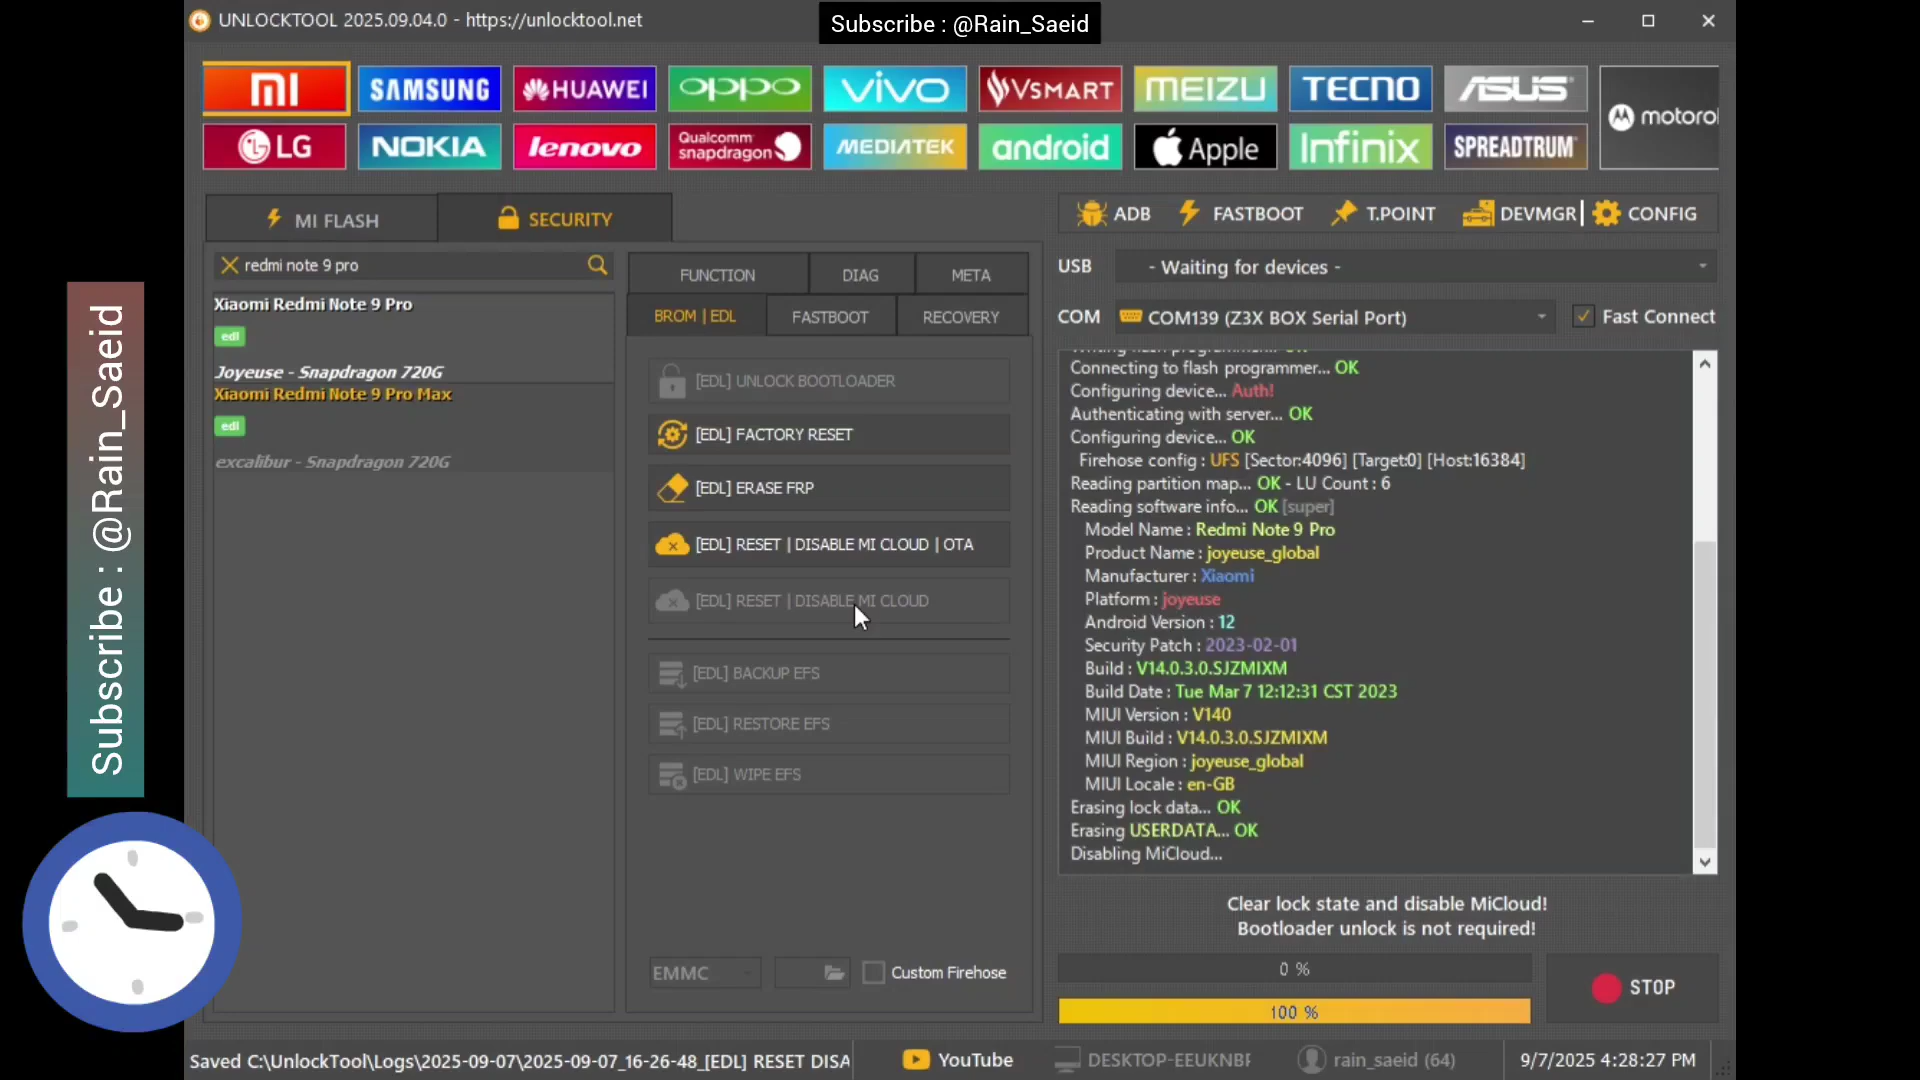 UNLOCKTOOL 2025.09.04.0 - https://unlocktool.net
Subscribe : @Rain_Saeid
MI
SAMSUNG
HUAWEI
oppo
vivo
VSMART
MEIZU
TECNO
ASUS
motorol
LG
NOKIA
lenovo
Qualcomm
snapdragon
MEDIATEK
android
Apple
Infinix
SPREADTRUM
MI FLASH
SECURITY
ADB
FASTBOOT
T.POINT
DEVMGR
CONFIG
redmi note 9 pro
Xiaomi Redmi Note 9 Pro
edl
Joyeuse - Snapdragon 720G
Xiaomi Redmi Note 9 Pro Max
edl
excalibur - Snapdragon 720G
FUNCTION
DIAG
META
BROM | EDL
FASTBOOT
RECOVERY
[EDL] UNLOCK BOOTLOADER
[EDL] FACTORY RESET
[EDL] ERASE FRP
[EDL] RESET | DISABLE MI CLOUD | OTA
[EDL] RESET | DISABLE MI CLOUD
[EDL] BACKUP EFS
[EDL] RESTORE EFS
[EDL] WIPE EFS
EMMC
Custom Firehose
USB
- Waiting for devices -
COM
COM139 (Z3X BOX Serial Port)
Fast Connect
Writing flash programmer... OK
Connecting to flash programmer... OK
Configuring device... Auth!
Authenticating with server... OK
Configuring device... OK
Firehose config : UFS [Sector:4096] [Target:0] [Host:16384]
Reading partition map... OK - LU Count : 6
Reading software info... OK [super]
Model Name : Redmi Note 9 Pro
Product Name : joyeuse_global
Manufacturer : Xiaomi
Platform : joyeuse
Android Version : 12
Security Patch : 2023-02-01
Build : V14.0.3.0.SJZMIXM
Build Date : Tue Mar 7 12:12:31 CST 2023
MIUI Version : V140
MIUI Build : V14.0.3.0.SJZMIXM
MIUI Region : joyeuse_global
MIUI Locale : en-GB
Erasing lock data... OK
Erasing USERDATA... OK
Disabling MiCloud...
Clear lock state and disable MiCloud!
Bootloader unlock is not required!
0 %
100 %
STOP
Subscribe : @Rain_Saeid
Saved C:\UnlockTool\Logs\2025-09-07\2025-09-07_16-26-48_[EDL] RESET DISA
YouTube
DESKTOP-EEUKNBF
rain_saeid (64)
9/7/2025 4:28:27 PM